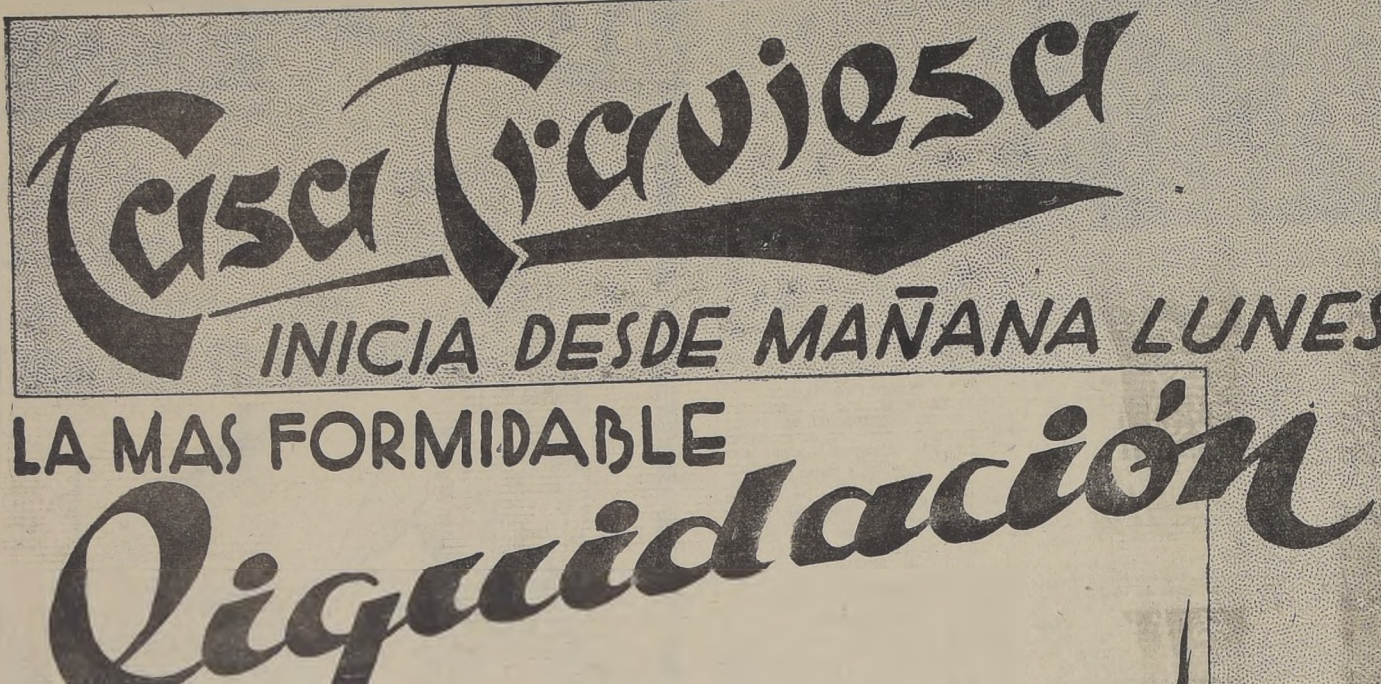 Casa Traviesa
INICIA DESDE MAÑANA LUNES
LA MAS FORMIDABLE
liquidación